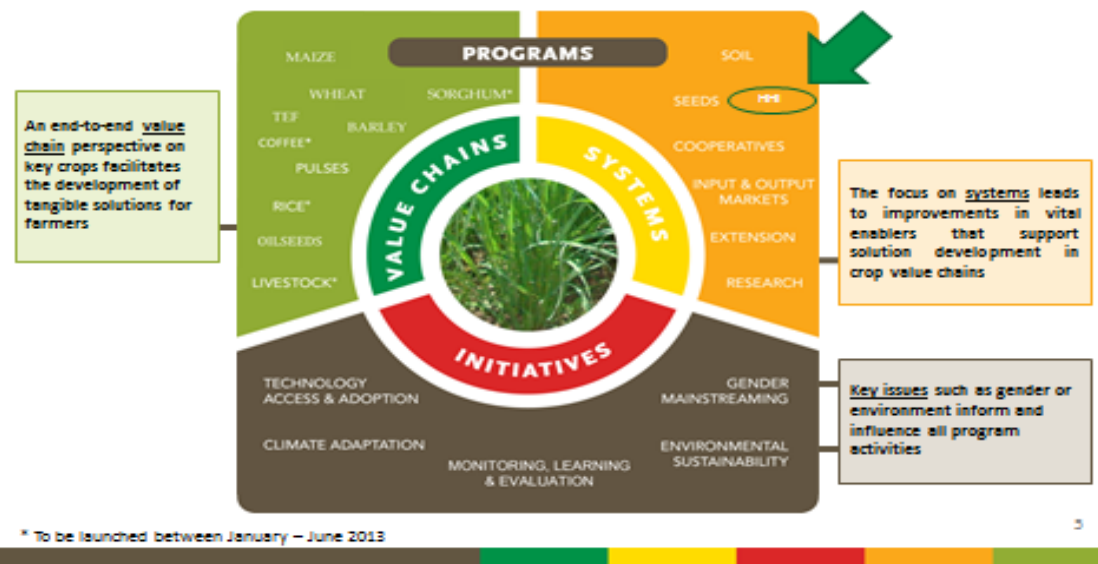 PROGRAMS
MAIZE
WHEAT
SORGHUM*
TEF
BARLEY
COFFEE*
PULSES
RICE*
OILSEEDS
LIVESTOCK*
VALUE CHAINS
SYSTEMS
INITIATIVES
SOIL
SEEDS
COOPERATIVES
INPUT & OUTPUT
MARKETS
EXTENSION
RESEARCH
TECHNOLOGY
ACCESS & ADOPTION
CLIMATE ADAPTATION
MONITORING, LEARNING
& EVALUATION
GENDER
MAINSTREAMING
ENVIRONMENTAL
SUSTAINABILITY
An end-to-end value
chain perspective on
key crops facilitates
the development of
tangible solutions for
farmers
The focus on systems leads
to improvements in vital
enablers that support
solution development in
crop value chains
Key issues such as gender or
environment inform and
influence all program
activities
* To be launched between January – June 2013
5